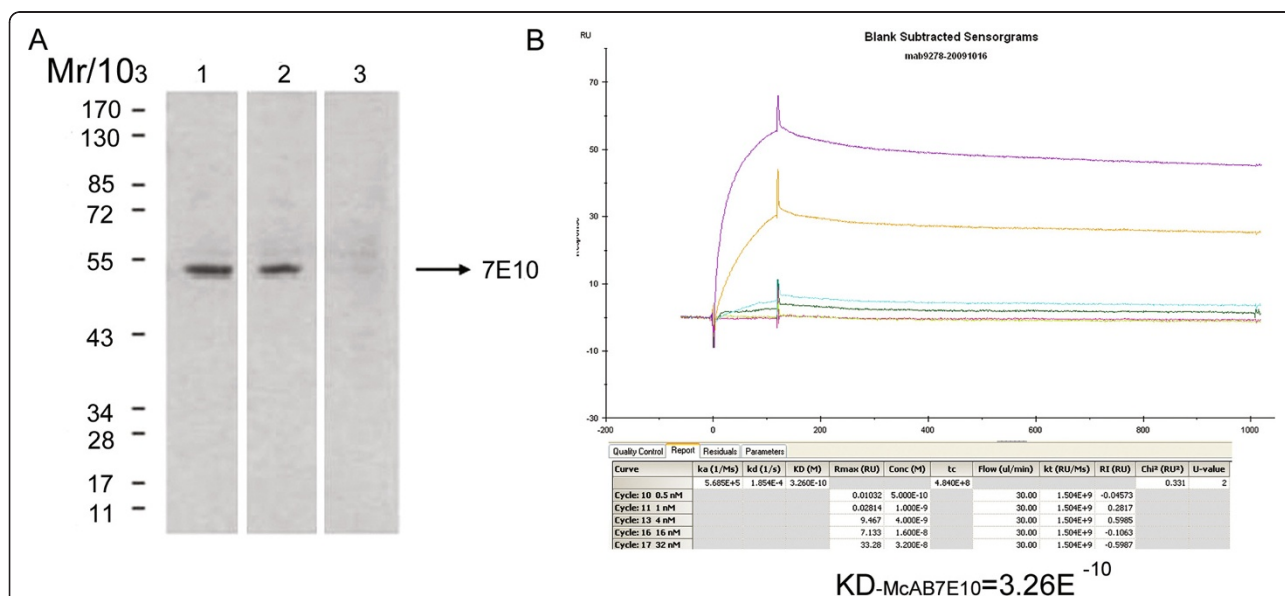 A
Mr/103
1 2 3
170
130
85
72
55
43
34
28
17
11
7E10
B
RU
Blank Subtracted Sensorgrams
mab9278-20091016
70
50
30
10
-10
-30
Response
-200 0 200 400 600 800 1000
Quality Control Report Residuals Parameters
Curve ka (1/Ms) kd (1/s) KD (M) Rmax (RU) Conc (M) tc Flow (ul/min) kt (RU/Ms) RI (RU) Chi² (RU²) U-value
5.685E+5 1.854E-4 3.260E-10 4.840E+8 0.331 2
Cycle: 10 0.5 nM 0.01032 5.000E-10 30.00 1.504E+9 -0.04573
Cycle: 11 1 nM 0.02814 1.000E-9 30.00 1.504E+9 0.2817
Cycle: 13 4 nM 9.467 4.000E-9 30.00 1.504E+9 0.5985
Cycle: 16 16 nM 7.133 1.600E-8 30.00 1.504E+9 -0.1063
Cycle: 17 32 nM 33.28 3.200E-8 30.00 1.504E+9 -0.5987
KD-McAB7E10=3.26E -10